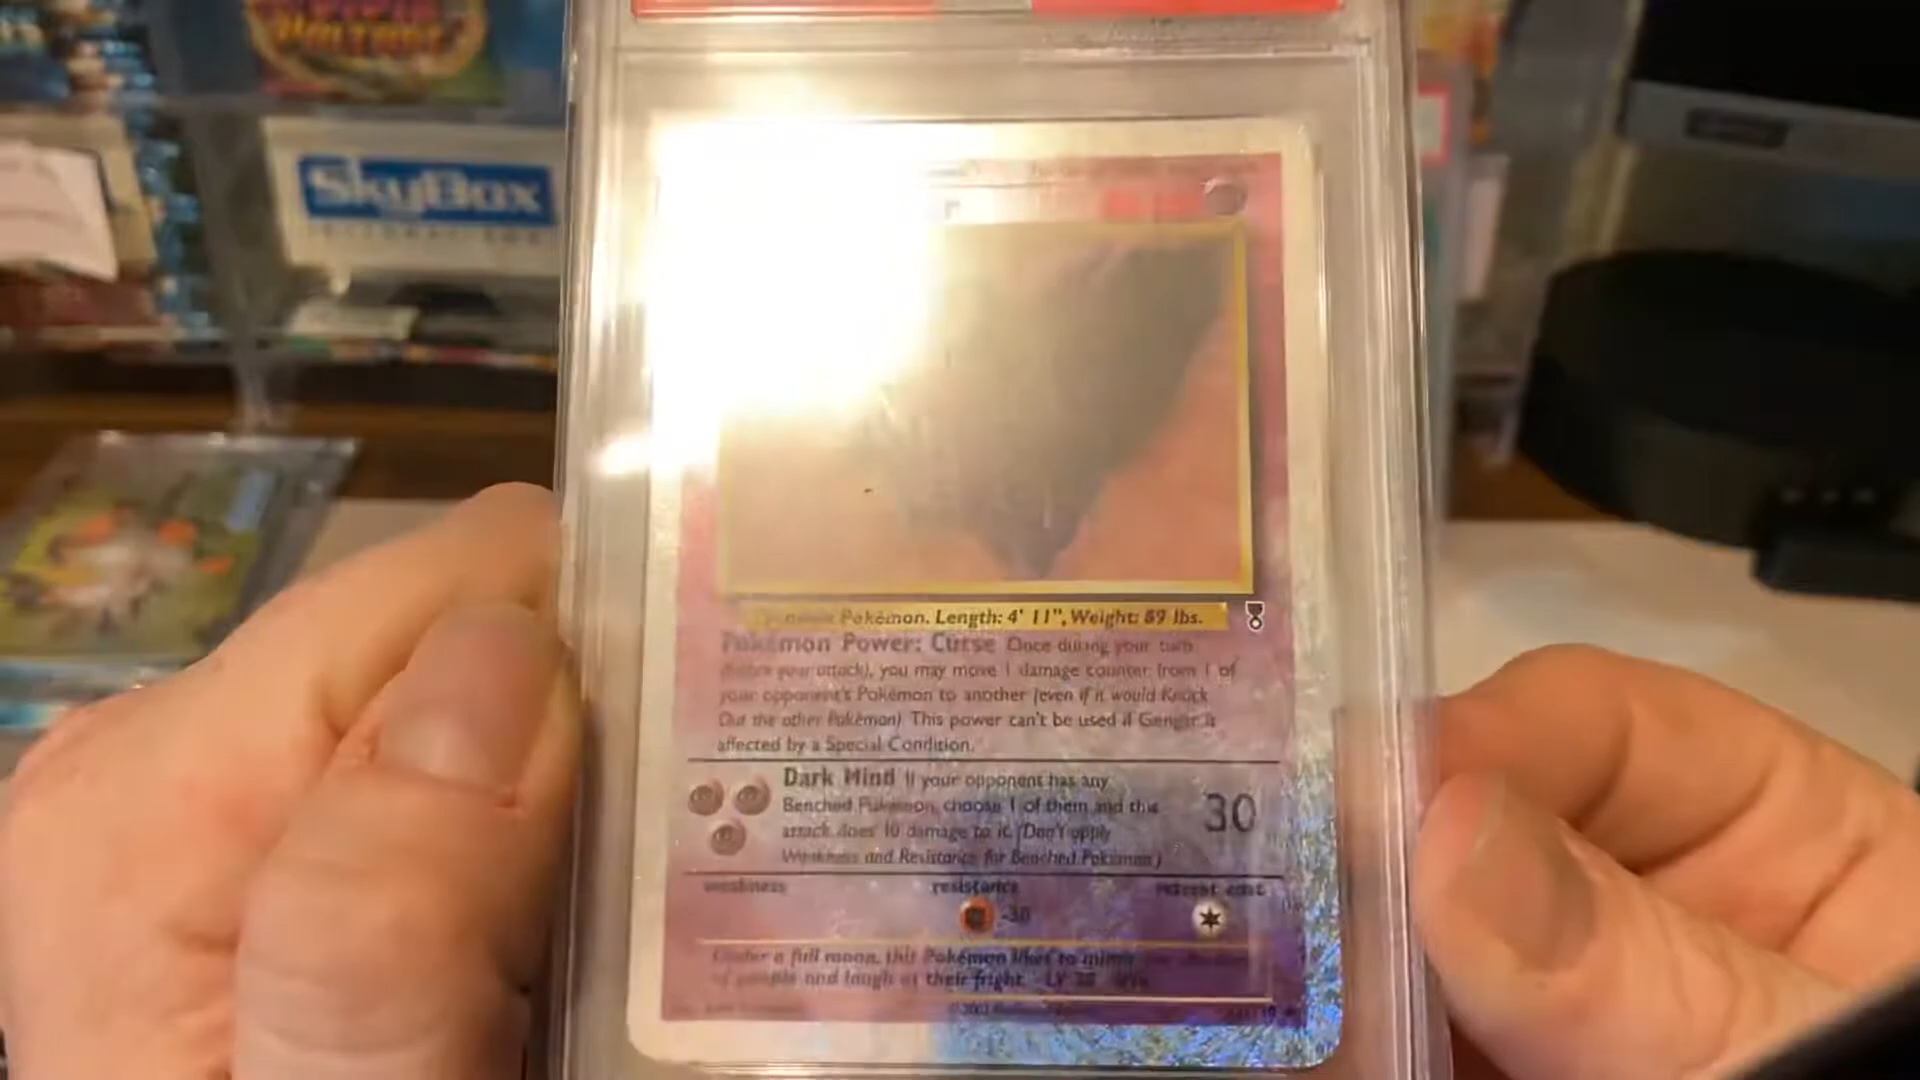 SkyBox
INTERNATIONAL
Pokémon. Length: 4' 11", Weight: 89 lbs.
Pokémon Power: Curse Once during your turn
(before your attack), you may move 1 damage counter from 1 of
your opponent's Pokémon to another (even if it would Knock
Out the other Pokémon) This power can't be used if Gengar is
affected by a Special Condition.
Dark Mind If your opponent has any
Benched Pokémon, choose 1 of them and this
attack does 10 damage to it. (Don't apply
Weakness and Resistance for Benched Pokémon.)
30
weakness
resistance
retreat cost
-30
Under a full moon, this Pokémon likes to mimic
of people and laugh at their fright. LV. 38